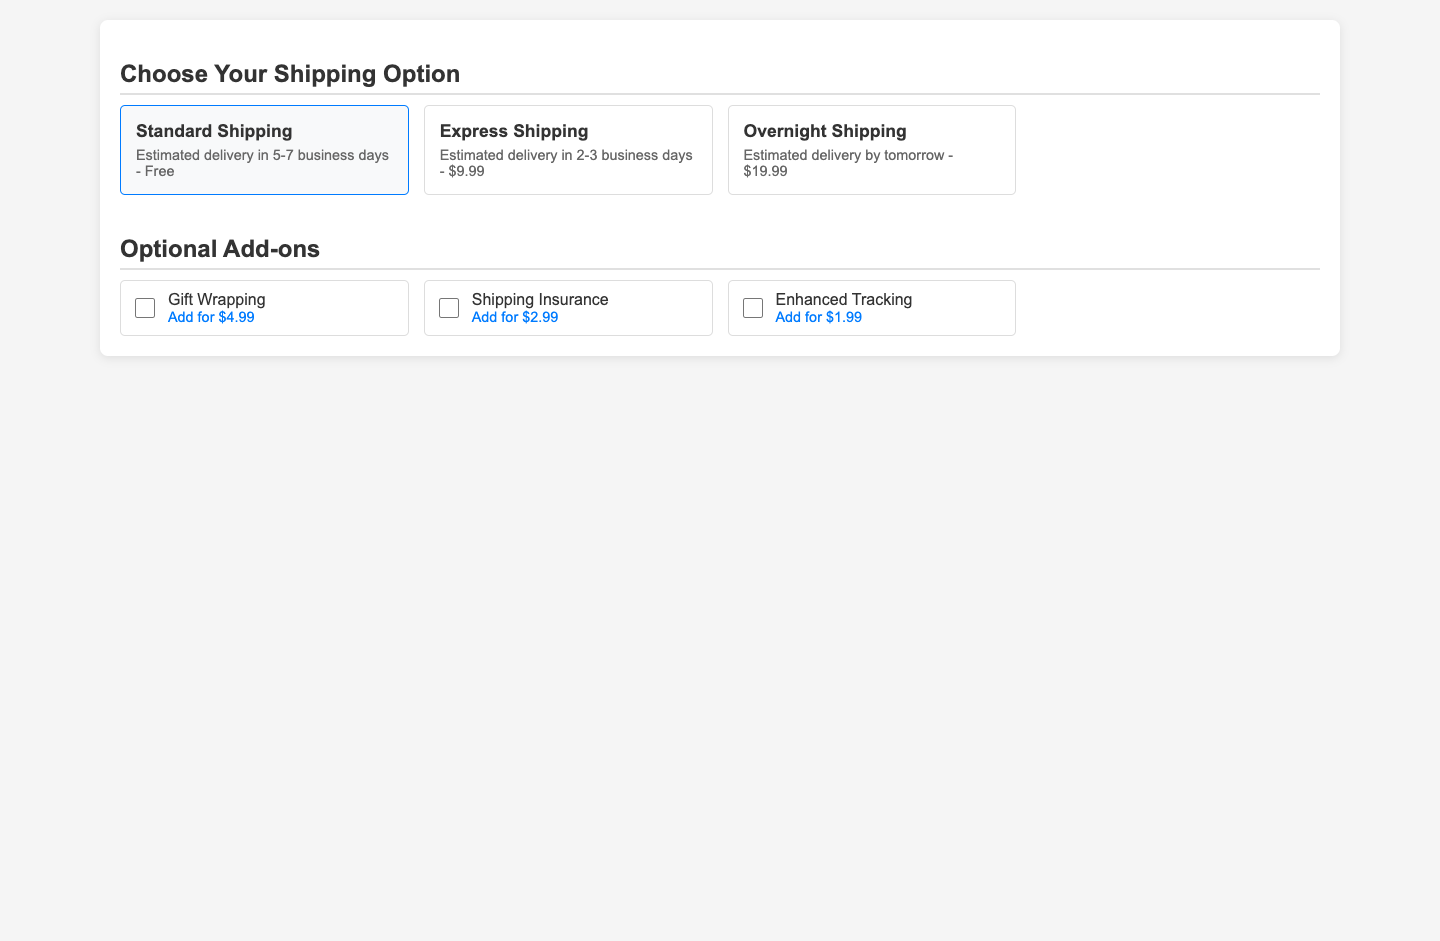 Choose Your Shipping Option
Standard Shipping
Estimated delivery in 5-7 business days
- Free
Express Shipping
Estimated delivery in 2-3 business days
- $9.99
Overnight Shipping
Estimated delivery by tomorrow -
$19.99
Optional Add-ons
Gift Wrapping
Add for $4.99
Shipping Insurance
Add for $2.99
Enhanced Tracking
Add for $1.99